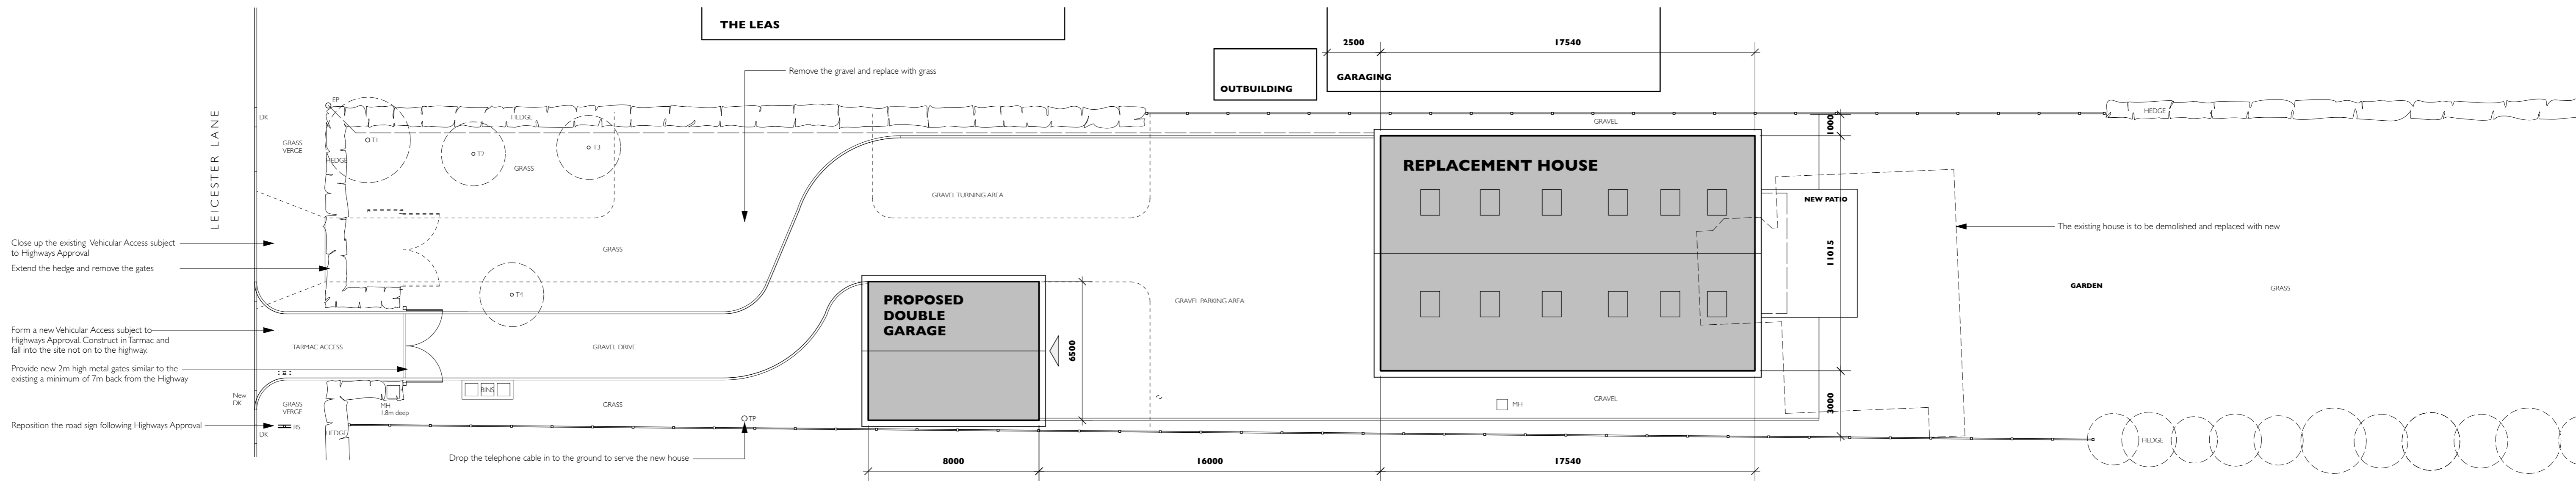 THE LEAS
2500
17540
Remove the gravel and replace with grass
GARAGING
OUTBUILDING
EP
DK
HEDGE
HEDGE
GRAVEL
1000
LEICESTER LANE
GRASS
VERGE
T1
T2
T3
HEDGE
GRASS
REPLACEMENT HOUSE
GRAVEL TURNING AREA
NEW PATIO
The existing house is to be demolished and replaced with new
Close up the existing Vehicular Access subject
to Highways Approval
GRASS
11015
Extend the hedge and remove the gates
GARDEN
GRASS
T4
PROPOSED
DOUBLE
GARAGE
GRAVEL PARKING AREA
Form a new Vehicular Access subject to
Highways Approval. Construct in Tarmac and
fall into the site not on to the highway.
TARMAC ACCESS
GRAVEL DRIVE
6500
Provide new 2m high metal gates similar to the
existing a minimum of 7m back from the Highway
BINS
New
DK
GRASS
VERGE
MH
1.8m deep
GRASS
MH
GRAVEL
3000
TP
Reposition the road sign following Highways Approval
RS
DK
HEDGE
HEDGE
Drop the telephone cable in to the ground to serve the new house
8000
16000
17540